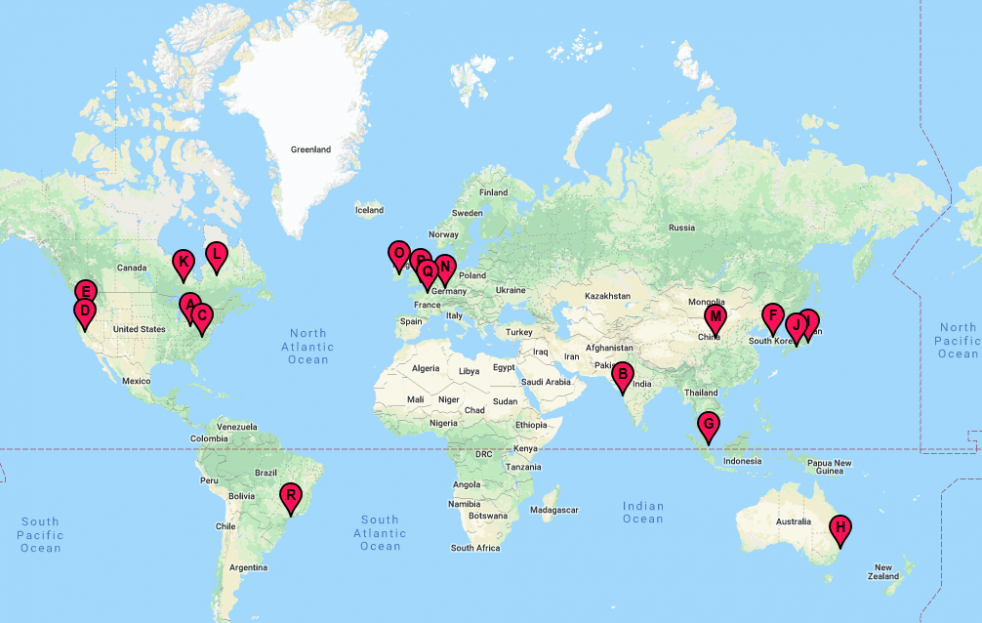 Greenland
Iceland
Finland
Sweden
Norway
Russia
O
P
Q
N
Poland
Germany
Ukraine
France
Italy
Spain
Turkey
Kazakhstan
Mongolia
L
K
Canada
E
D
A
C
United States
North
Atlantic
Ocean
Mexico
M
China
F
South Kore
J
an
North
Pacific
Ocean
Iraq
Iran
Afghanistan
Pakis
B
India
Algeria
Libya
Egypt
Saudi Arabia
Mali
Niger
Chad
Sudan
Nigeria
Ethiopia
Thailand
G
Venezuela
Colombia
DRC
Kenya
Tanzania
Indonesia
Papua New
Guinea
Peru
Brazil
Bolivia
R
Angola
Namibia
Botswana
Madagascar
Indian
Ocean
Australia
H
South
Pacific
Ocean
Chile
South
Atlantic
Ocean
South Africa
Argentina
New
Zealand